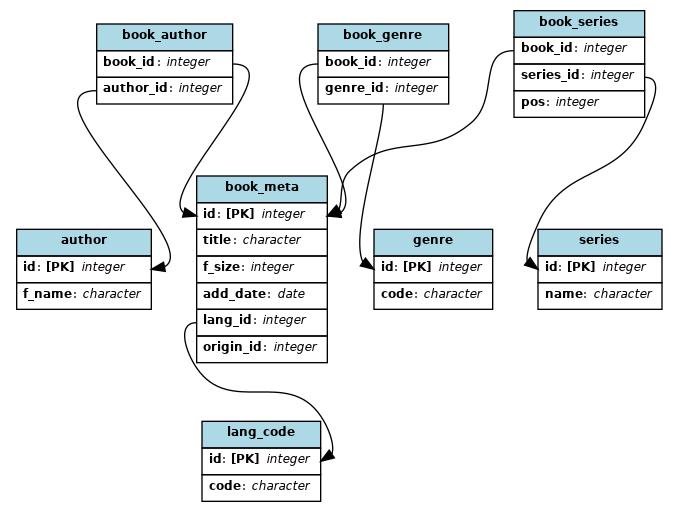 book_author
book_id: integer
author_id: integer
book_genre
book_id: integer
genre_id: integer
book_series
book_id: integer
series_id: integer
pos: integer
book_meta
id: [PK] integer
title: character
f_size: integer
add_date: date
lang_id: integer
origin_id: integer
author
id: [PK] integer
f_name: character
genre
id: [PK] integer
code: character
series
id: [PK] integer
name: character
lang_code
id: [PK] integer
code: character